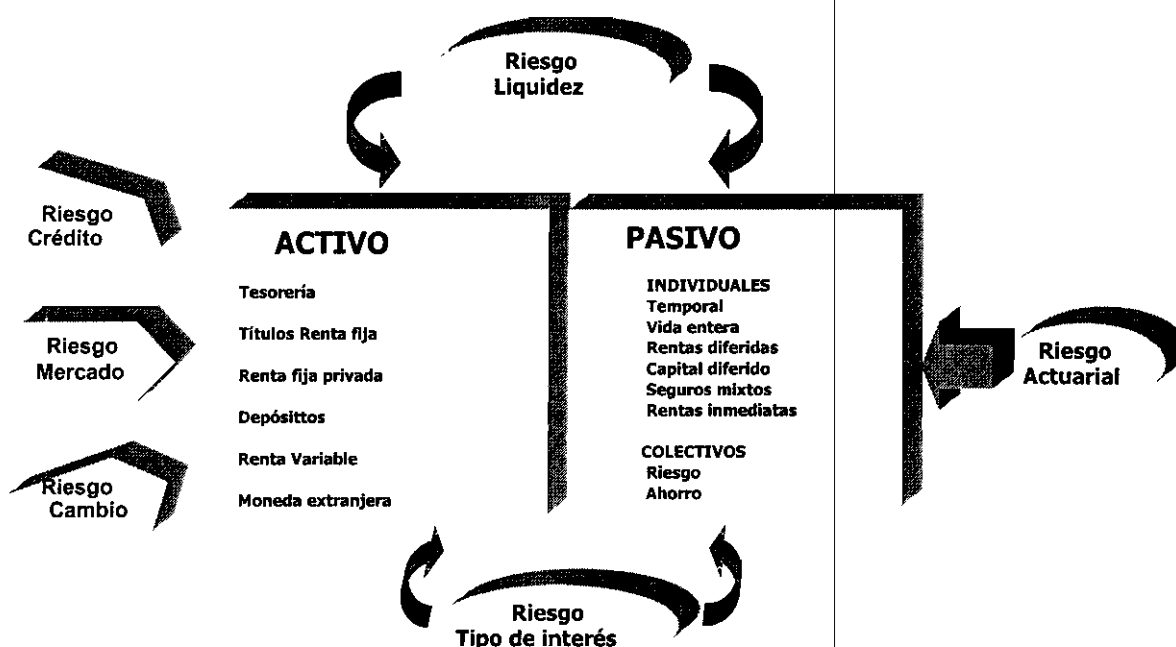 Riesgo
Liquidez
Riesgo
Crédito
Riesgo
Mercado
Riesgo
Cambio
ACTIVO
Tesorería
Títulos Renta fija
Renta fija privada
Depósittos
Renta Variable
Moneda extranjera
PASIVO
INDIVIDUALES
Temporal
Vida entera
Rentas diferidas
Capital diferido
Seguros mixtos
Rentas inmediatas
COLECTIVOS
Riesgo
Ahorro
Riesgo
Actuarial
Riesgo
Tipo de interés